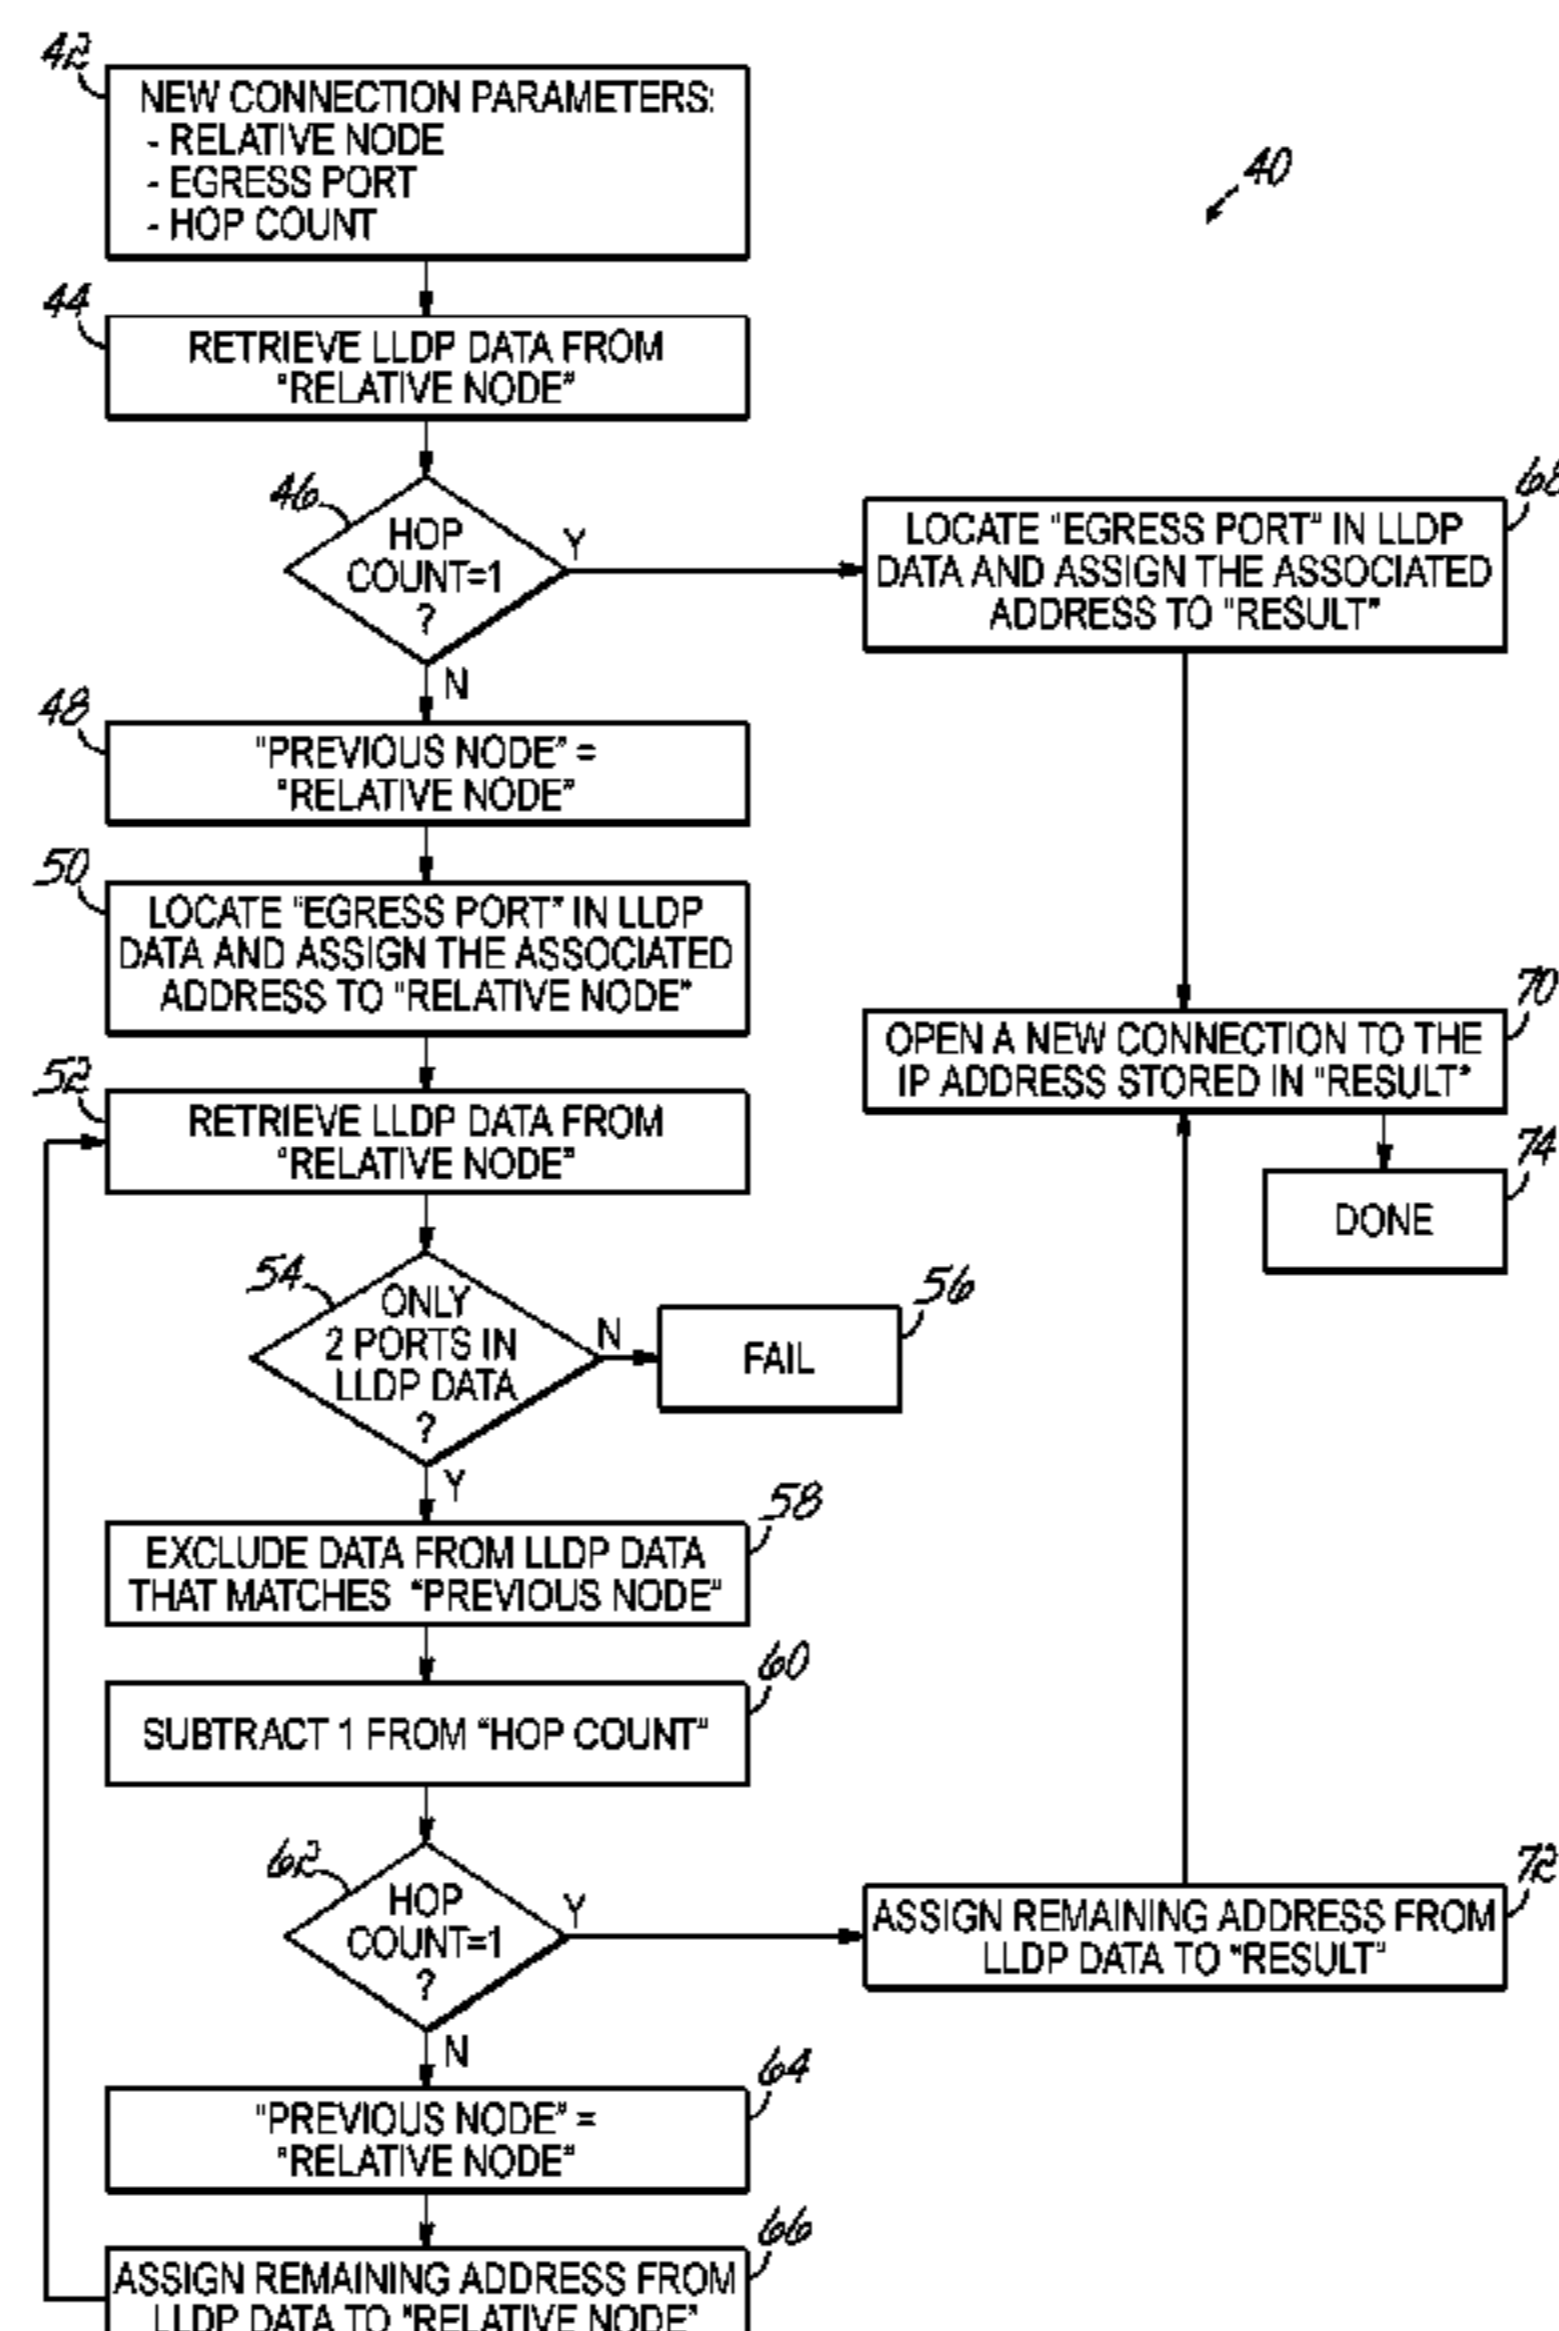 42
NEW CONNECTION PARAMETERS:
- RELATIVE NODE
- EGRESS PORT
- HOP COUNT
40
44
RETRIEVE LLDP DATA FROM
"RELATIVE NODE"
46
HOP
COUNT=1
?
Y
N
68
LOCATE "EGRESS PORT" IN LLDP
DATA AND ASSIGN THE ASSOCIATED
ADDRESS TO "RESULT"
48
"PREVIOUS NODE" =
"RELATIVE NODE"
50
LOCATE "EGRESS PORT" IN LLDP
DATA AND ASSIGN THE ASSOCIATED
ADDRESS TO "RELATIVE NODE"
70
OPEN A NEW CONNECTION TO THE
IP ADDRESS STORED IN "RESULT"
52
RETRIEVE LLDP DATA FROM
"RELATIVE NODE"
74
DONE
54
ONLY
2 PORTS IN
LLDP DATA
?
N
Y
56
FAIL
58
EXCLUDE DATA FROM LLDP DATA
THAT MATCHES "PREVIOUS NODE"
60
SUBTRACT 1 FROM "HOP COUNT"
62
HOP
COUNT=1
?
Y
N
72
ASSIGN REMAINING ADDRESS FROM
LLDP DATA TO "RESULT"
64
"PREVIOUS NODE" =
"RELATIVE NODE"
66
ASSIGN REMAINING ADDRESS FROM
LLDP DATA TO "RELATIVE NODE"